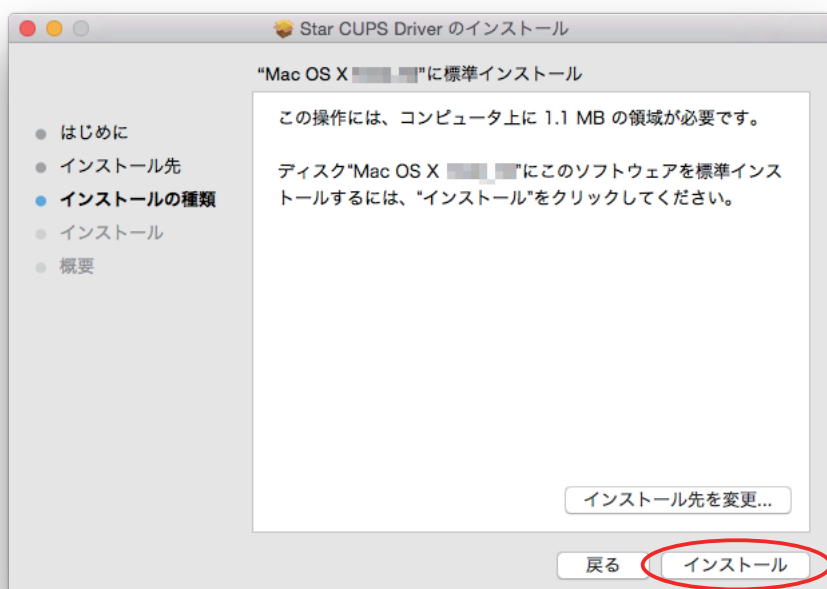 Star CUPS Driver のインストール
“Mac OS X ”に標準インストール
はじめに
インストール先
インストールの種類
インストール
概要
この操作には、コンピュータ上に 1.1 MB の領域が必要です。
ディスク“Mac OS X ”にこのソフトウェアを標準インス
トールするには、“インストール”をクリックしてください。
インストール先を変更...
戻る
インストール